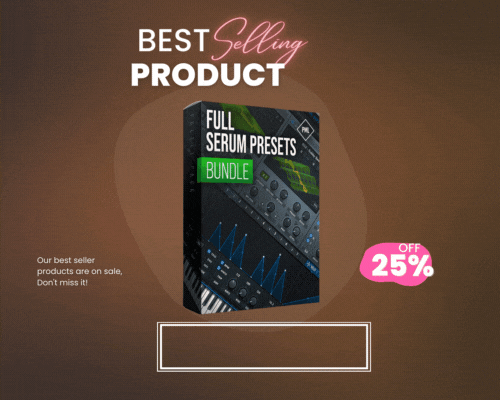 BEST Selling
PRODUCT
FULL
SERUM PRESETS
BUNDLE
PML
Our best seller
products are on sale,
Don't miss it!
OFF
25%